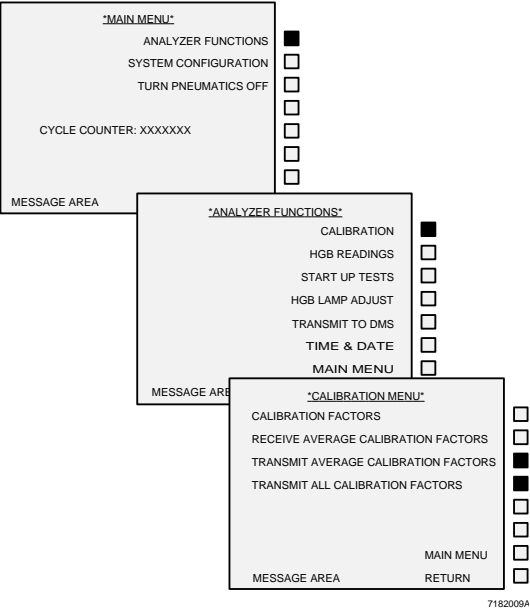 *MAIN MENU*
ANALYZER FUNCTIONS
SYSTEM CONFIGURATION
TURN PNEUMATICS OFF
CYCLE COUNTER: XXXXXXX
MESSAGE AREA
*ANALYZER FUNCTIONS*
CALIBRATION
HGB READINGS
START UP TESTS
HGB LAMP ADJUST
TRANSMIT TO DMS
TIME & DATE
MAIN MENU
MESSAGE ARE
*CALIBRATION MENU*
CALIBRATION FACTORS
RECEIVE AVERAGE CALIBRATION FACTORS
TRANSMIT AVERAGE CALIBRATION FACTORS
TRANSMIT ALL CALIBRATION FACTORS
MAIN MENU
MESSAGE AREA RETURN
7182009A